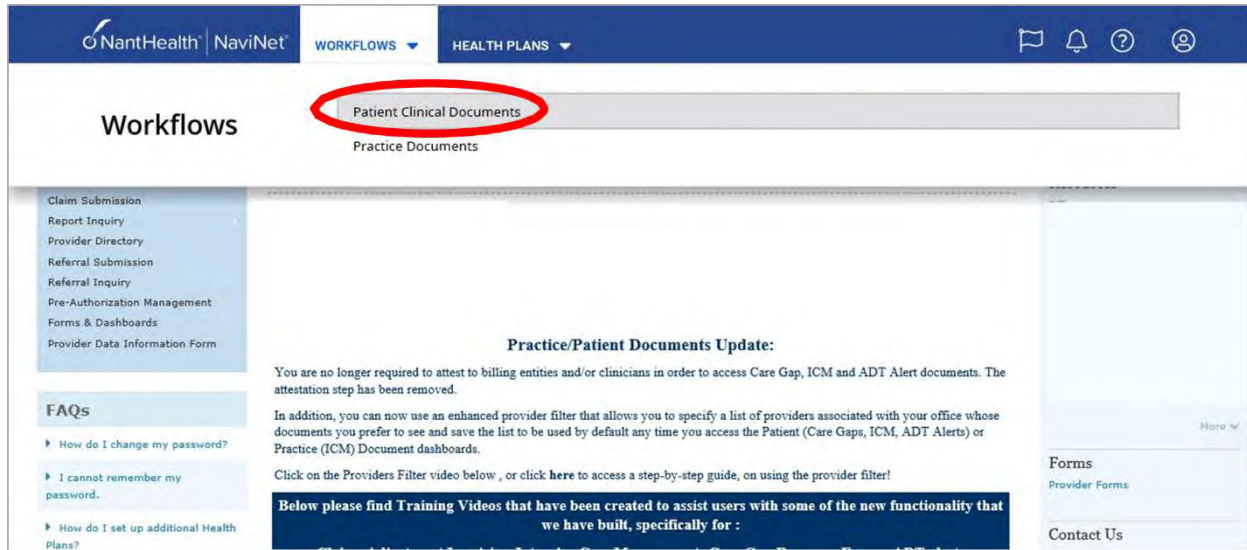 NantHealth® NaviNet®
WORKFLOWS
HEALTH PLANS
Workflows
Patient Clinical Documents
Practice Documents
Claim Submission
Report Inquiry
Provider Directory
Referral Submission
Referral Inquiry
Pre-Authorization Management
Forms & Dashboards
Provider Data Information Form
FAQs
How do I change my password?
I cannot remember my
password.
How do I set up additional Health
Plans?
Practice/Patient Documents Update:
You are no longer required to attest to billing entities and/or clinicians in order to access Care Gap, ICM and ADT Alert documents. The
attestation step has been removed.
In addition, you can now use an enhanced provider filter that allows you to specify a list of providers associated with your office whose
documents you prefer to see and save the list to be used by default any time you access the Patient (Care Gaps, ICM, ADT Alerts) or
Practice (ICM) Document dashboards.
Click on the Providers Filter video below , or click here to access a step-by-step guide, on using the provider filter!
Below please find Training Videos that have been created to assist users with some of the new functionality that
we have built, specifically for :
More
Forms
Provider Forms
Contact Us